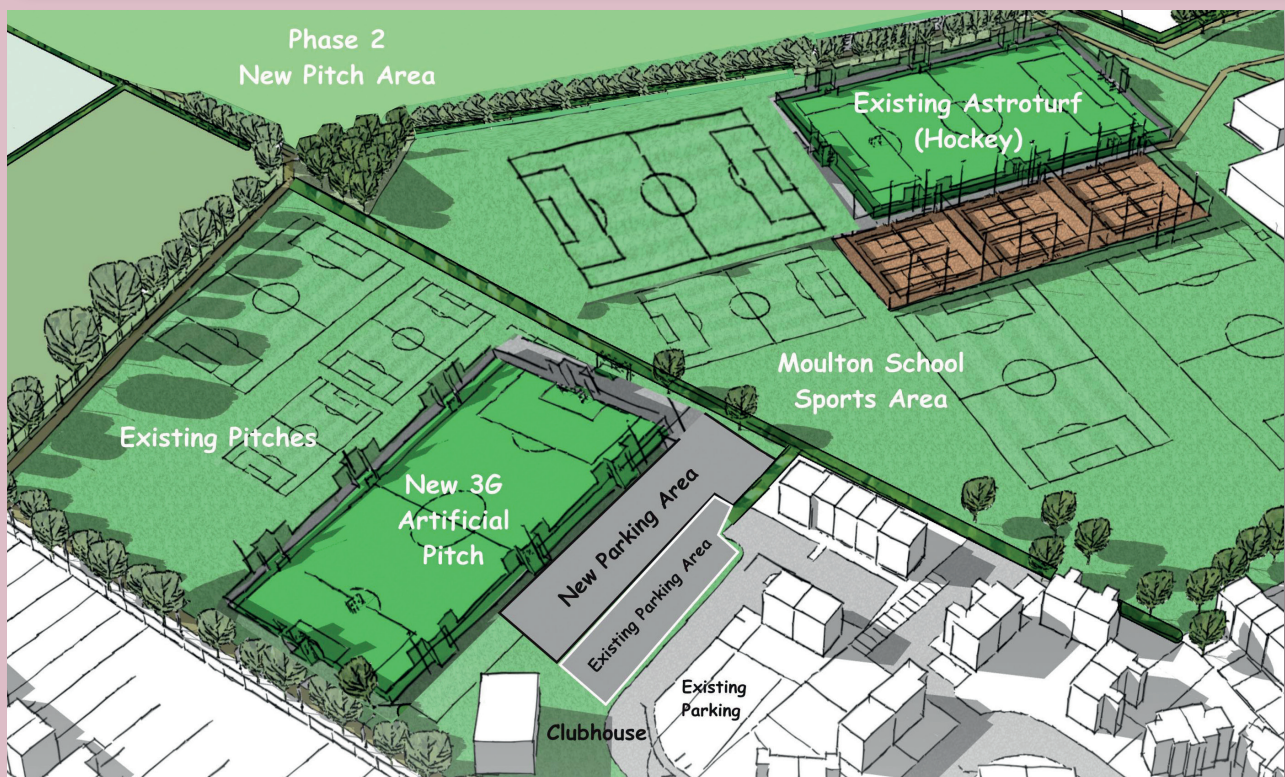 Phase 2
New Pitch Area
Existing Astroturf
(Hockey)
Moulton School
Sports Area
Existing Pitches
New 3G
Artificial
Pitch
New Parking Area
Existing Parking Area
Existing
Parking
Clubhouse